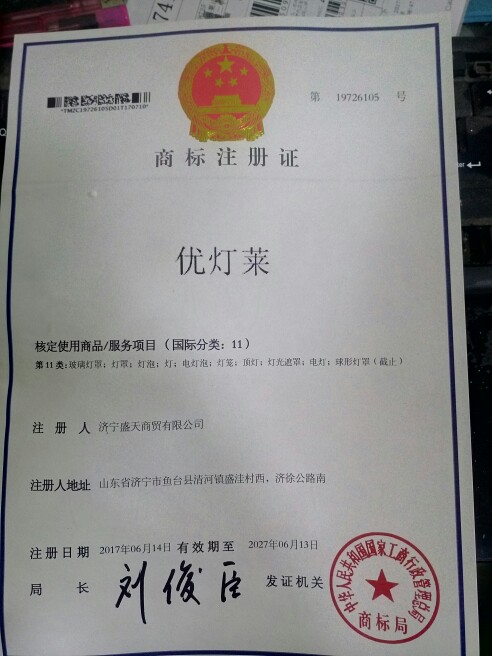 第 19726105 号
*TM2C19726105D01T170710*
商标注册证
优灯莱
核定使用商品/服务项目（国际分类：11）
第11类：玻璃灯罩；灯罩；灯泡；灯；电灯泡；灯笼；顶灯；灯光遮罩；电灯；球形灯罩（截止）
注 册 人 济宁盛天商贸有限公司
注册人地址 山东省济宁市鱼台县清河镇盛洼村西，济徐公路南
注册日期 2017年06月14日 有效期至 2027年06月13日
局 长 刘俊臣 发证机关
中华人民共和国国家工商行政管理总局
商标局